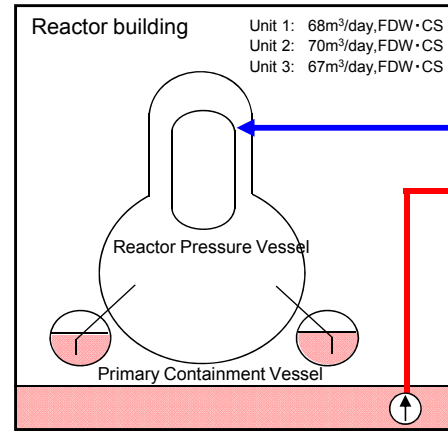 Reactor building
Unit 1: 68m³/day,FDW・CS
Unit 2: 70m³/day,FDW・CS
Unit 3: 67m³/day,FDW・CS
Reactor Pressure Vessel
Primary Containment Vessel